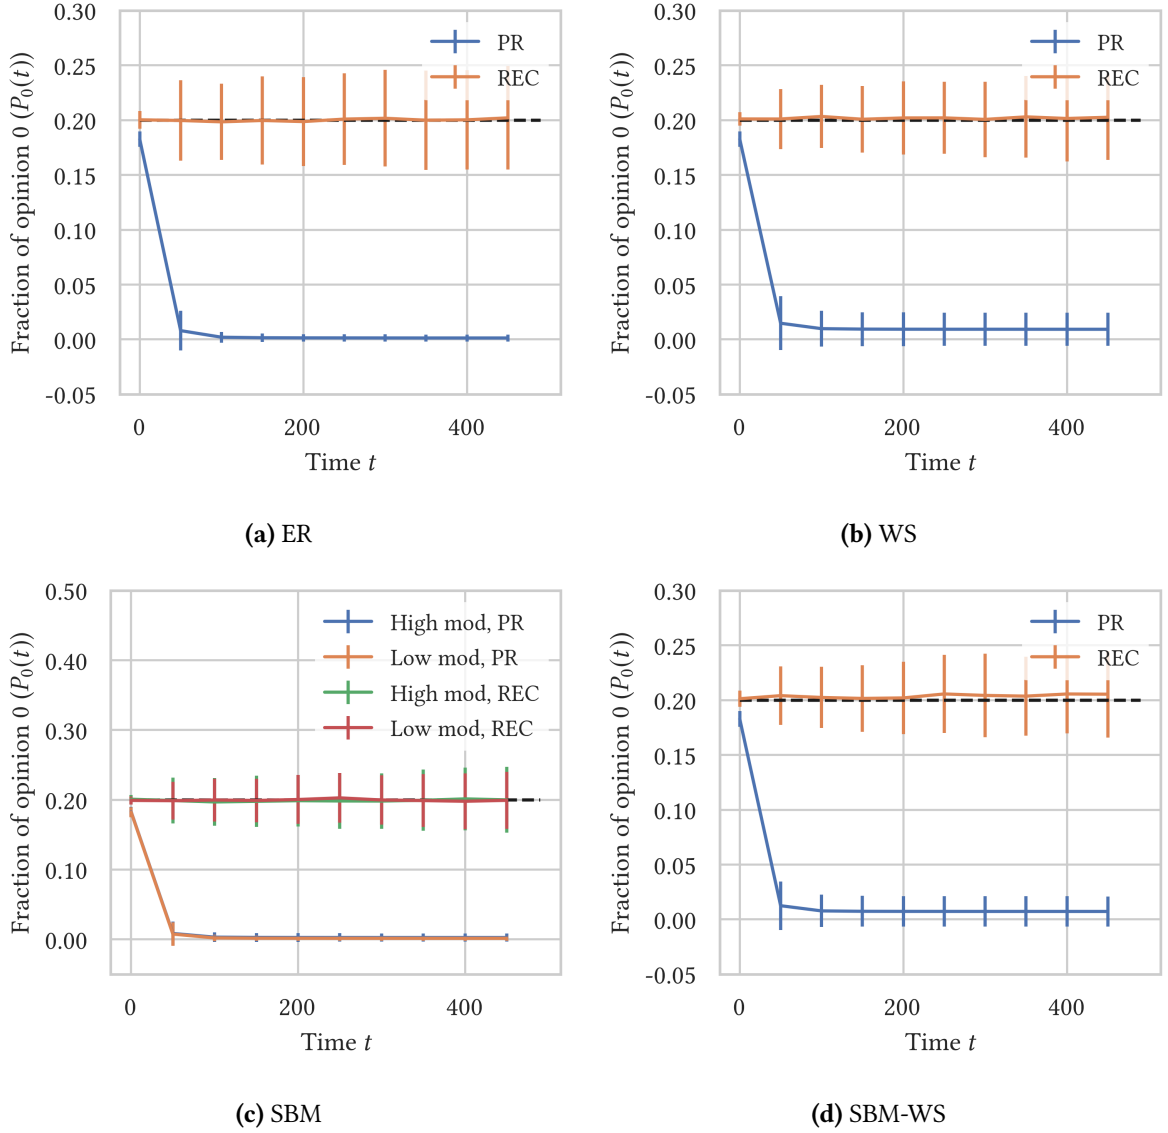 Fraction of opinion 0 (P₀(t))
0.30
0.25
0.20
0.15
0.10
0.05
0.00
-0.05
PR
REC
0
200
400
Time t
(a) ER
Fraction of opinion 0 (P₀(t))
0.30
0.25
0.20
0.15
0.10
0.05
0.00
-0.05
PR
REC
0
200
400
Time t
(b) WS
Fraction of opinion 0 (P₀(t))
0.50
0.40
0.30
0.20
0.10
0.00
High mod, PR
Low mod, PR
High mod, REC
Low mod, REC
0
200
400
Time t
(c) SBM
Fraction of opinion 0 (P₀(t))
0.30
0.25
0.20
0.15
0.10
0.05
0.00
-0.05
PR
REC
0
200
400
Time t
(d) SBM-WS